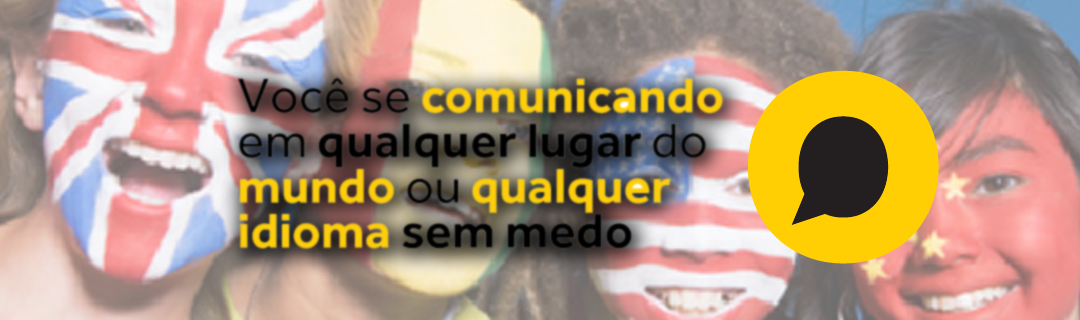 Você se comunicando
em qualquer lugar do
mundo ou qualquer
idioma sem medo